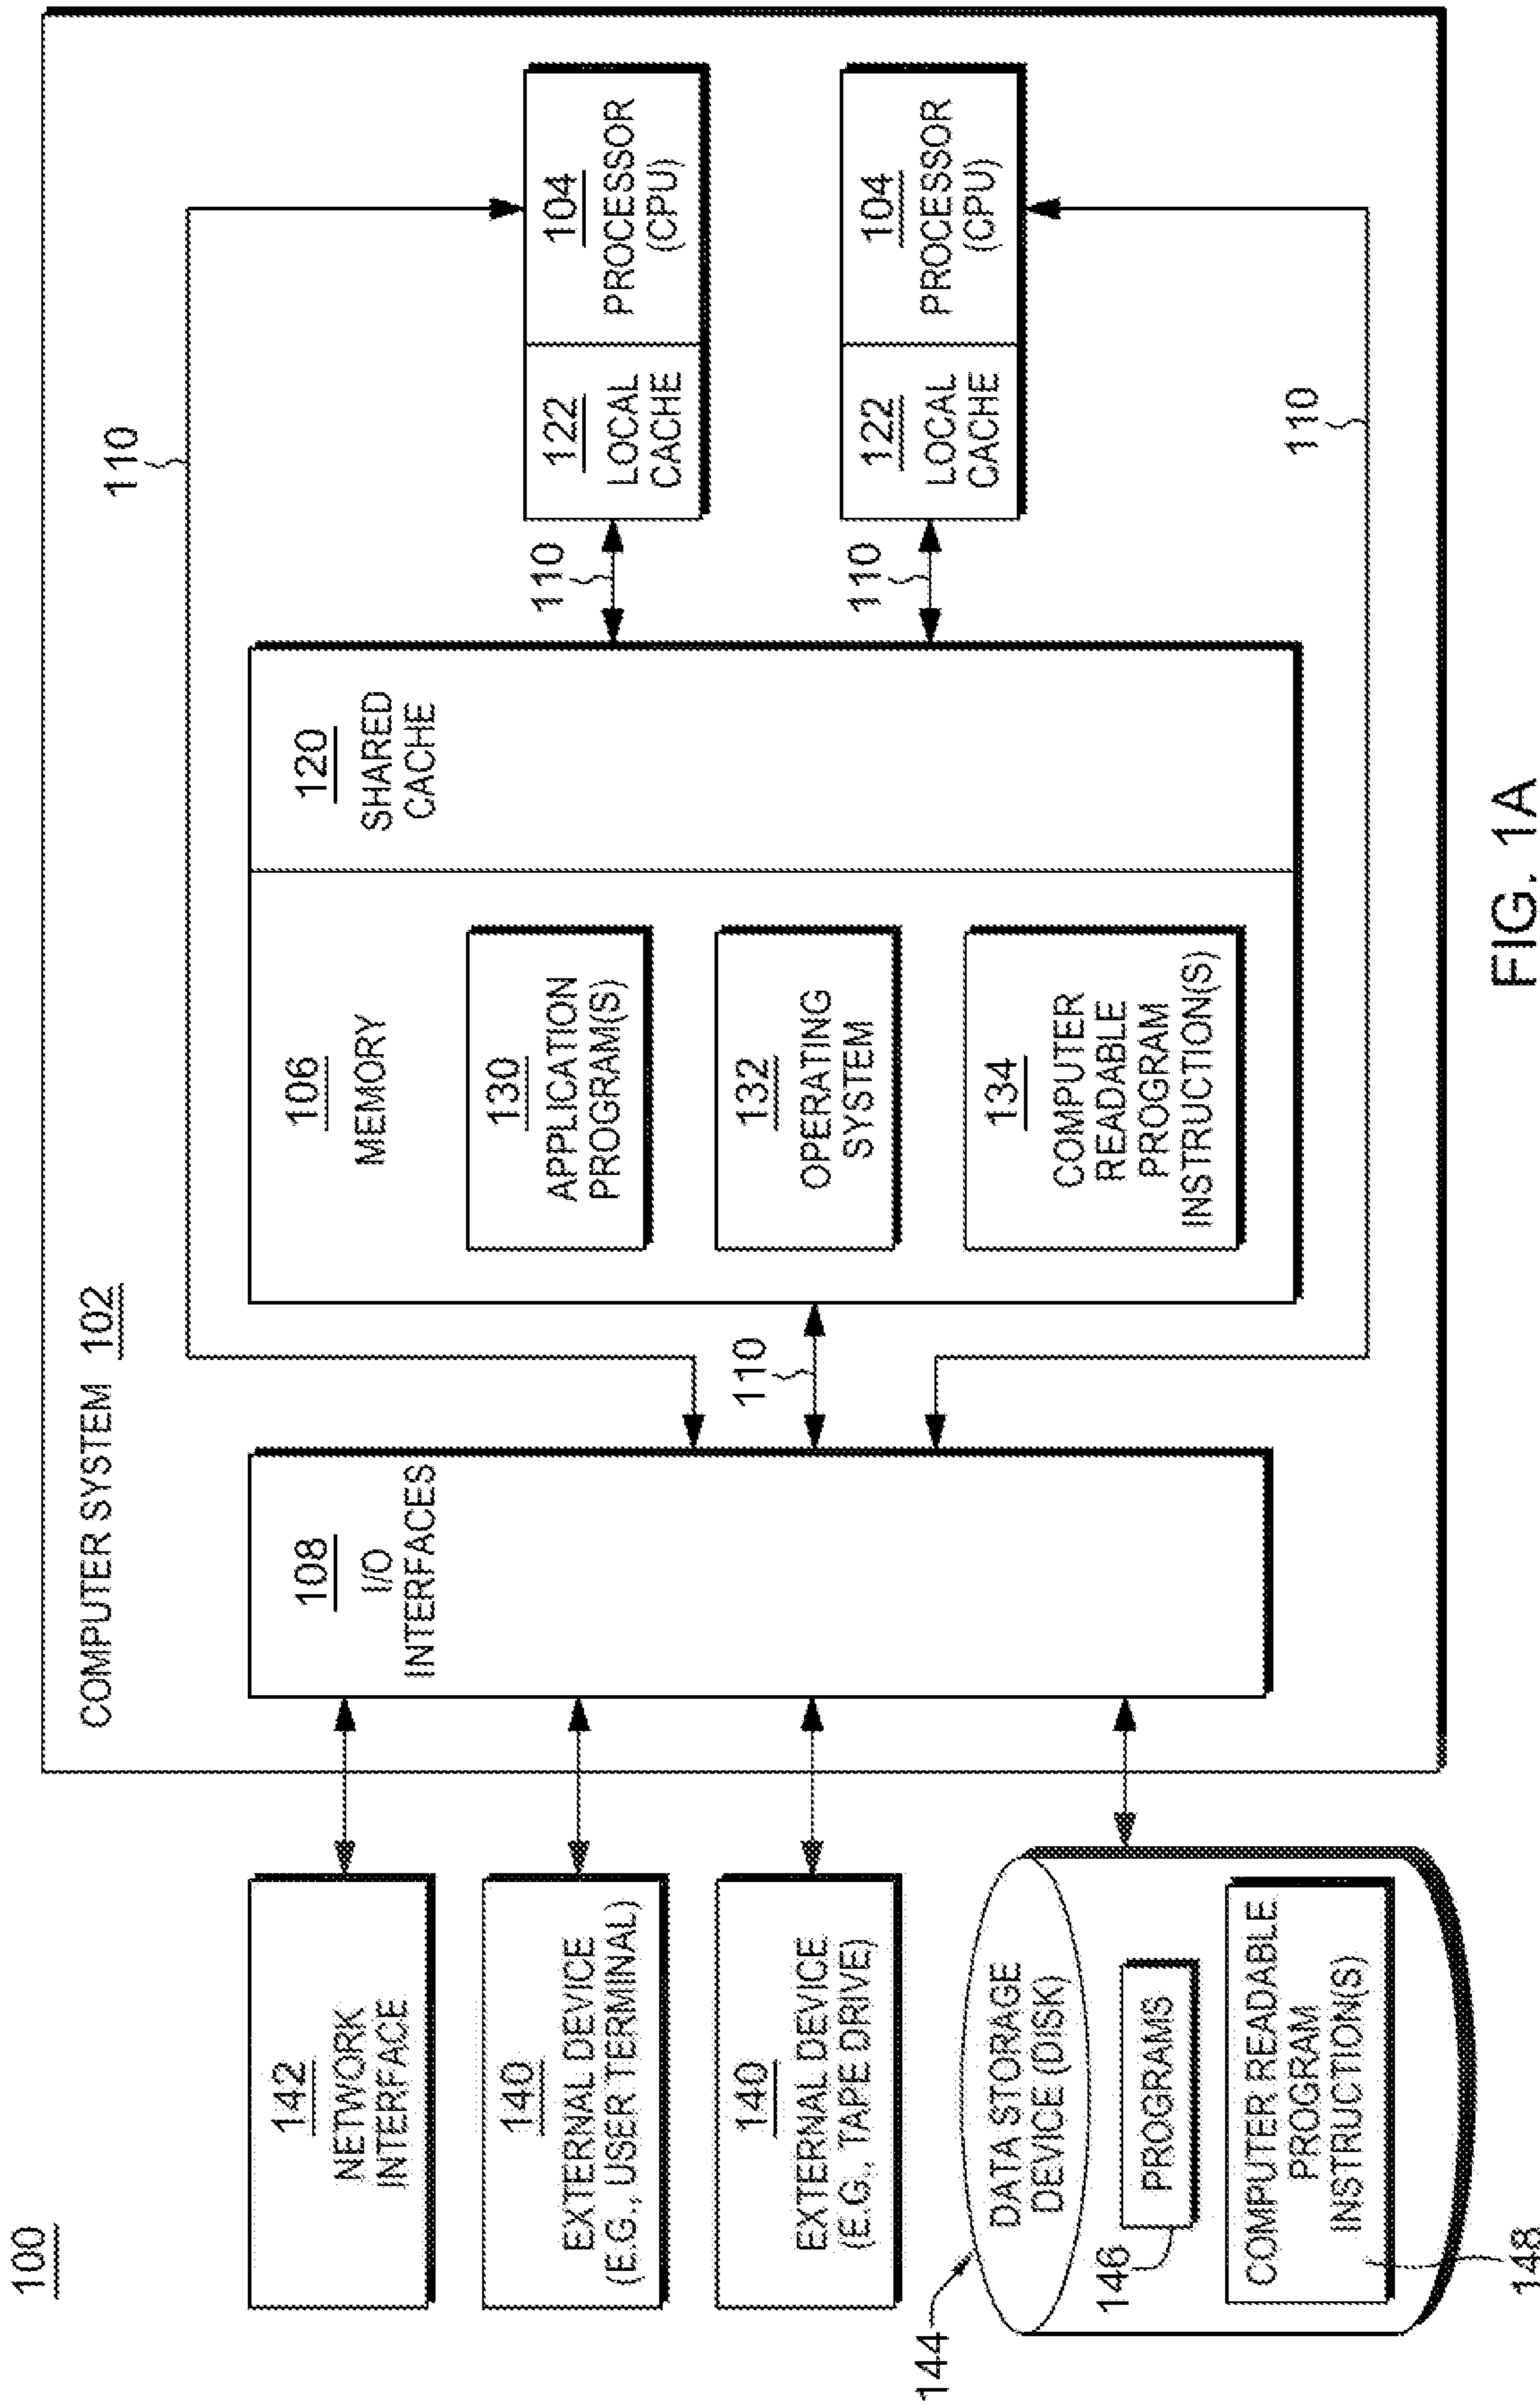 100
COMPUTER SYSTEM 102
142
NETWORK
INTERFACE
140
EXTERNAL DEVICE
(E.G., USER TERMINAL)
140
EXTERNAL DEVICE
(E.G., TAPE DRIVE)
144
DATA STORAGE
DEVICE (DISK)
146
PROGRAMS
COMPUTER READABLE
PROGRAM
INSTRUCTION(S)
148
108
I/O
INTERFACES
110
110
106
MEMORY
130
APPLICATION
PROGRAM(S)
132
OPERATING
SYSTEM
134
COMPUTER
READABLE
PROGRAM
INSTRUCTION(S)
120
SHARED
CACHE
110
110
122
LOCAL
CACHE
104
PROCESSOR
(CPU)
122
LOCAL
CACHE
104
PROCESSOR
(CPU)
110
FIG. 1A